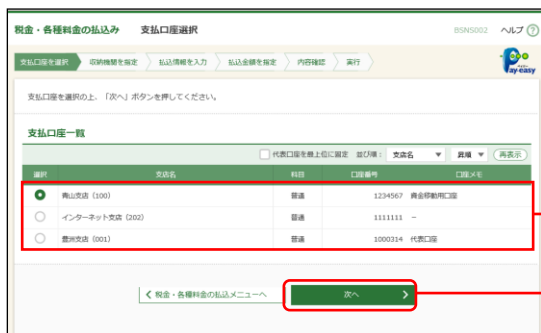 税金・各種料金の払込み 支払口座選択 BSNS002 ヘルプ ?
支払口座を選択 収納機関を指定 払込情報を入力 払込金額を指定 内容確認 実行
Pay-easy
支払口座を選択の上、「次へ」ボタンを押してください。
支払口座一覧
代表口座を最上位に固定 並び順： 支店名 ▼ 昇順 ▼ 再表示
選択 支店名 科目 口座番号 口座メモ
青山支店（100） 普通 1234567 資金移動用口座
インターネット支店（202） 普通 1111111 −
豊洲支店（001） 普通 1000314 代表口座
税金・各種料金の払込メニューへ 次へ